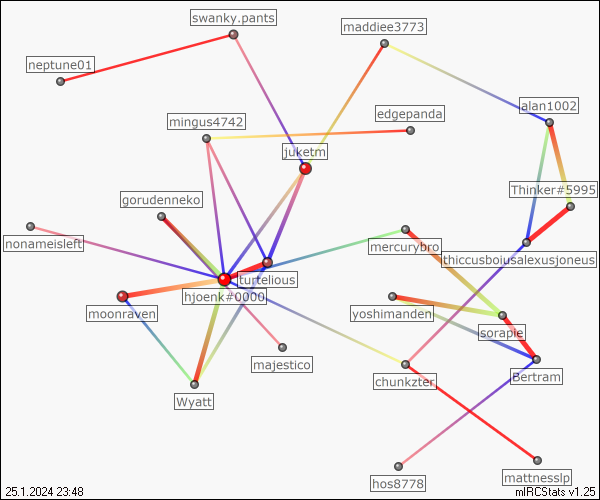 swanky.pants
maddiee3773
neptune01
alan1002
edgepanda
mingus4742
juketm
Thinker#5995
gorudenneko
nonameisleft
mercurybro
thiccusboiusalexusjoneus
turtelious
hjoenk#0000
moonraven
yoshimanden
sorapie
majestico
Bertram
chunkzter
Wyatt
mattnesslp
hos8778
25.1.2024 23:48
mIRCStats v1.25